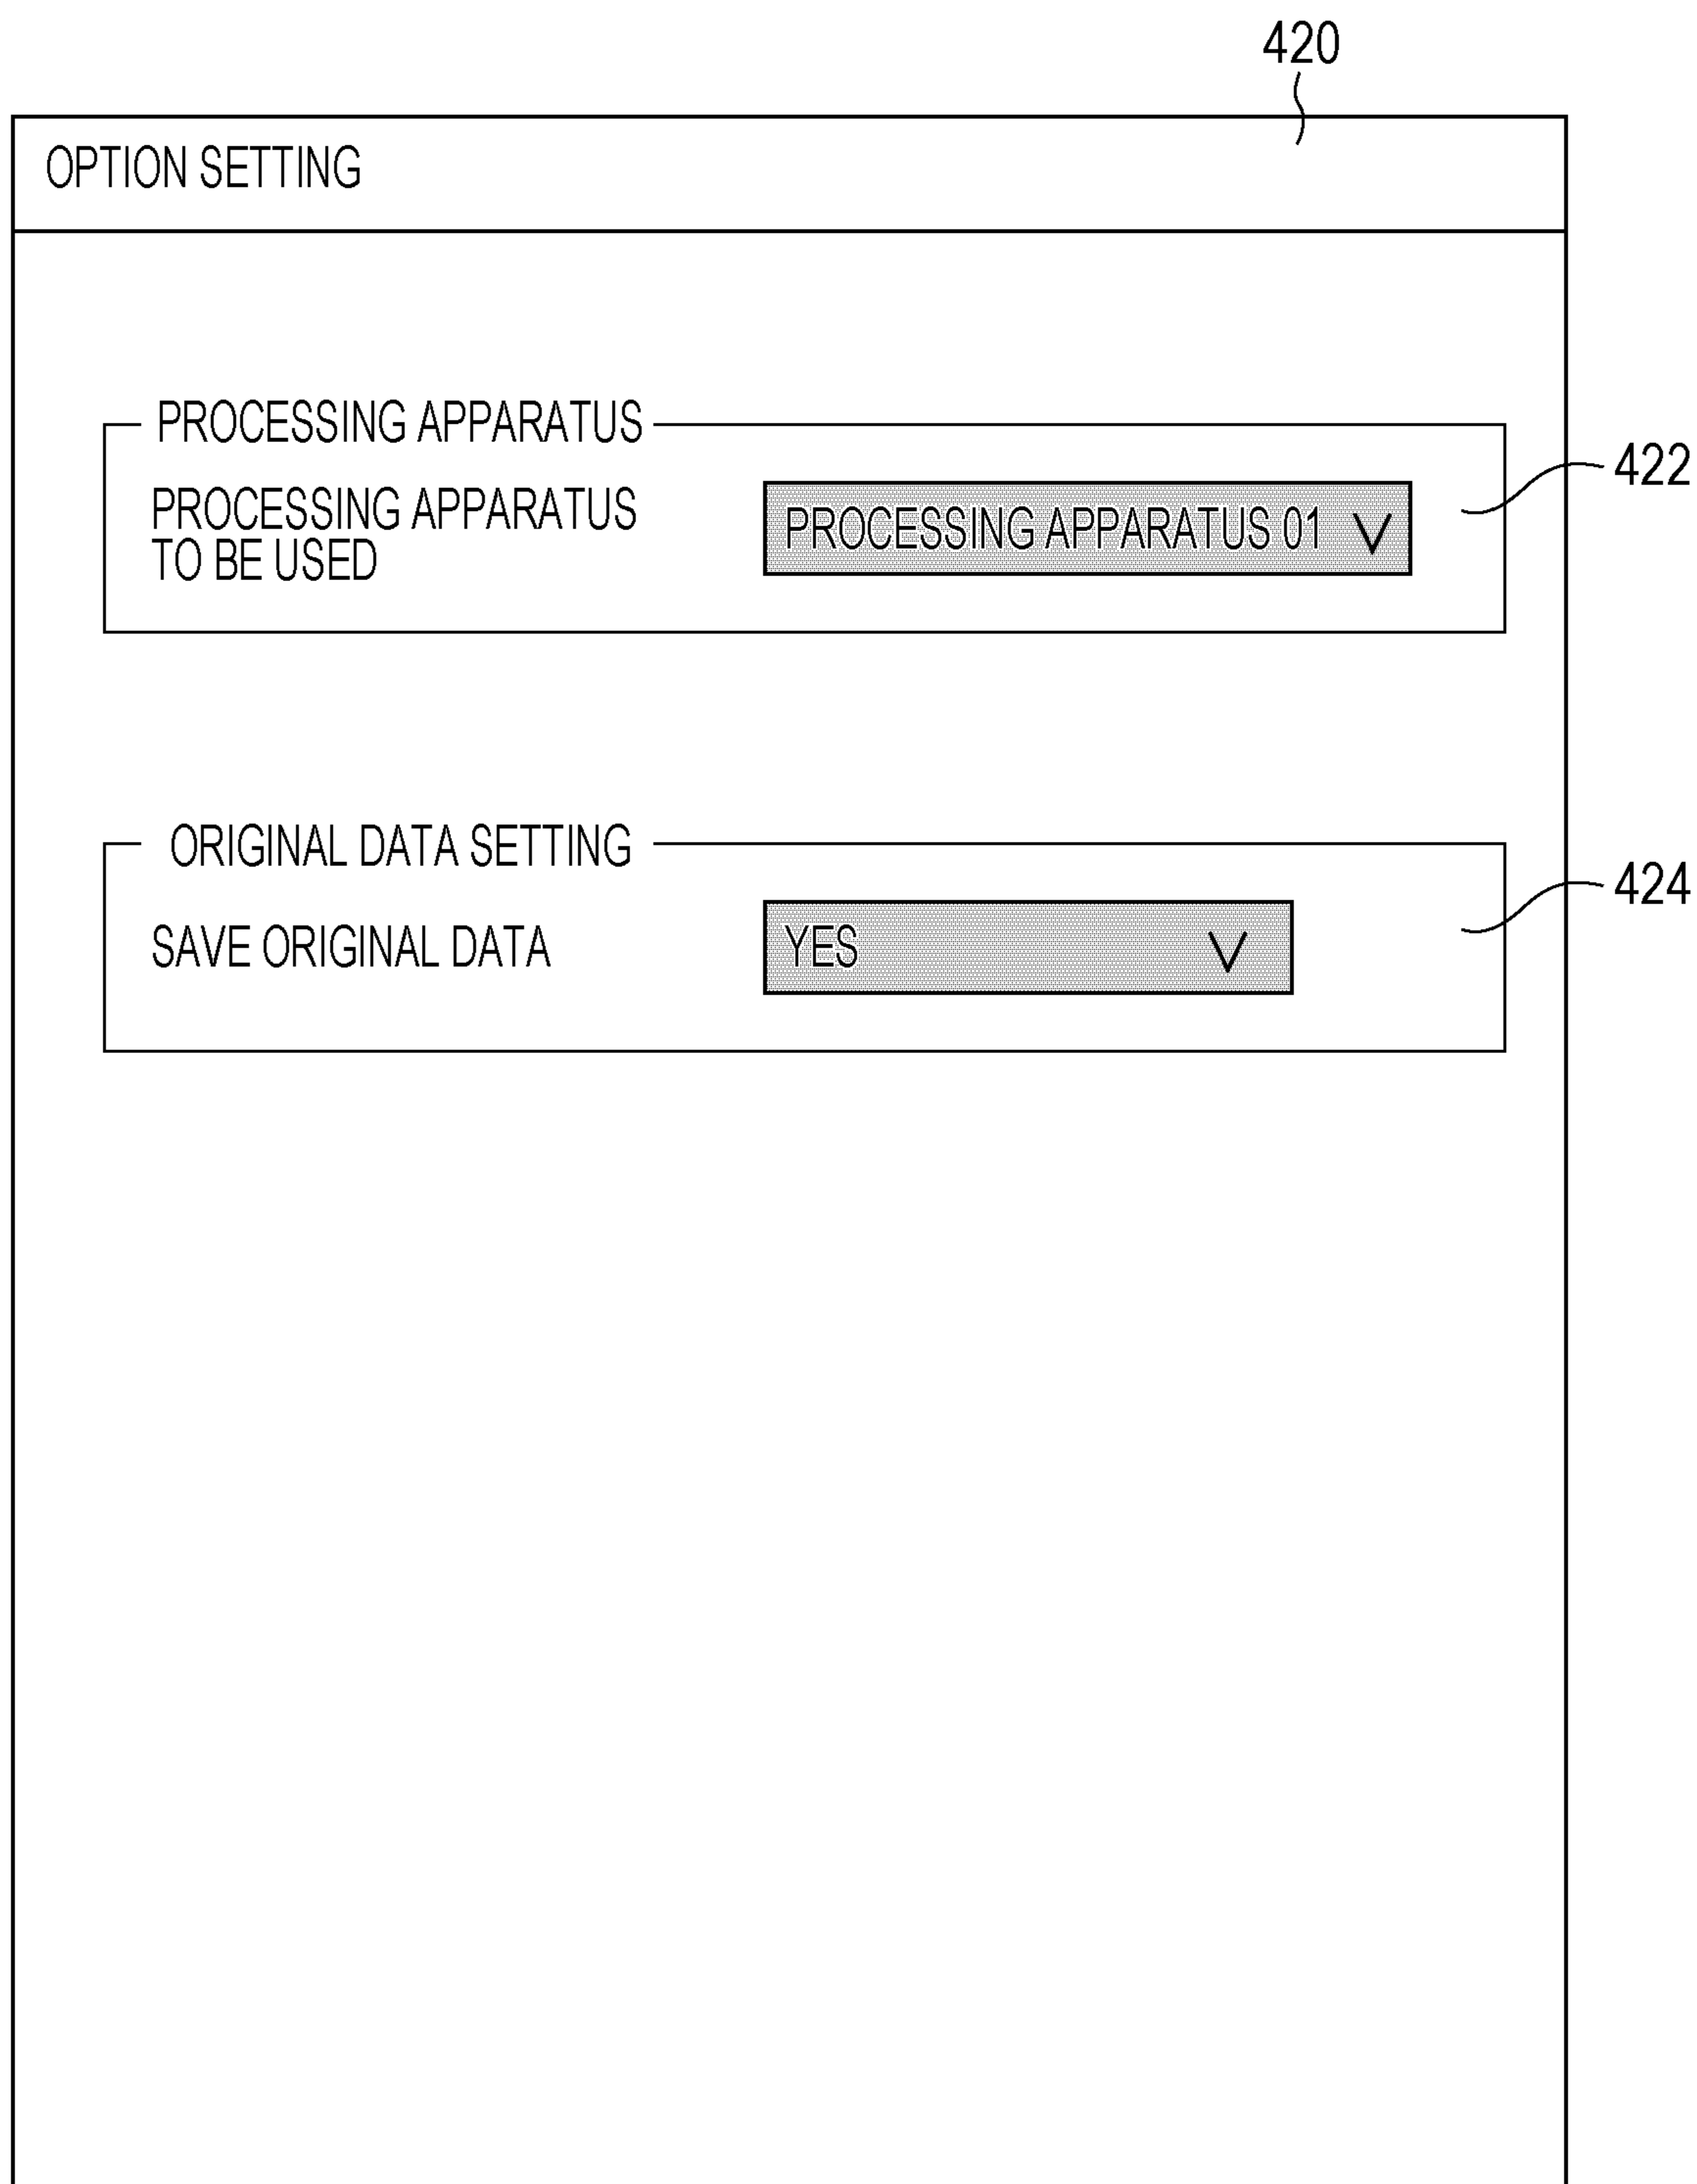 420
OPTION SETTING
PROCESSING APPARATUS
422
PROCESSING APPARATUS
TO BE USED
PROCESSING APPARATUS 01
ORIGINAL DATA SETTING
424
SAVE ORIGINAL DATA
YES